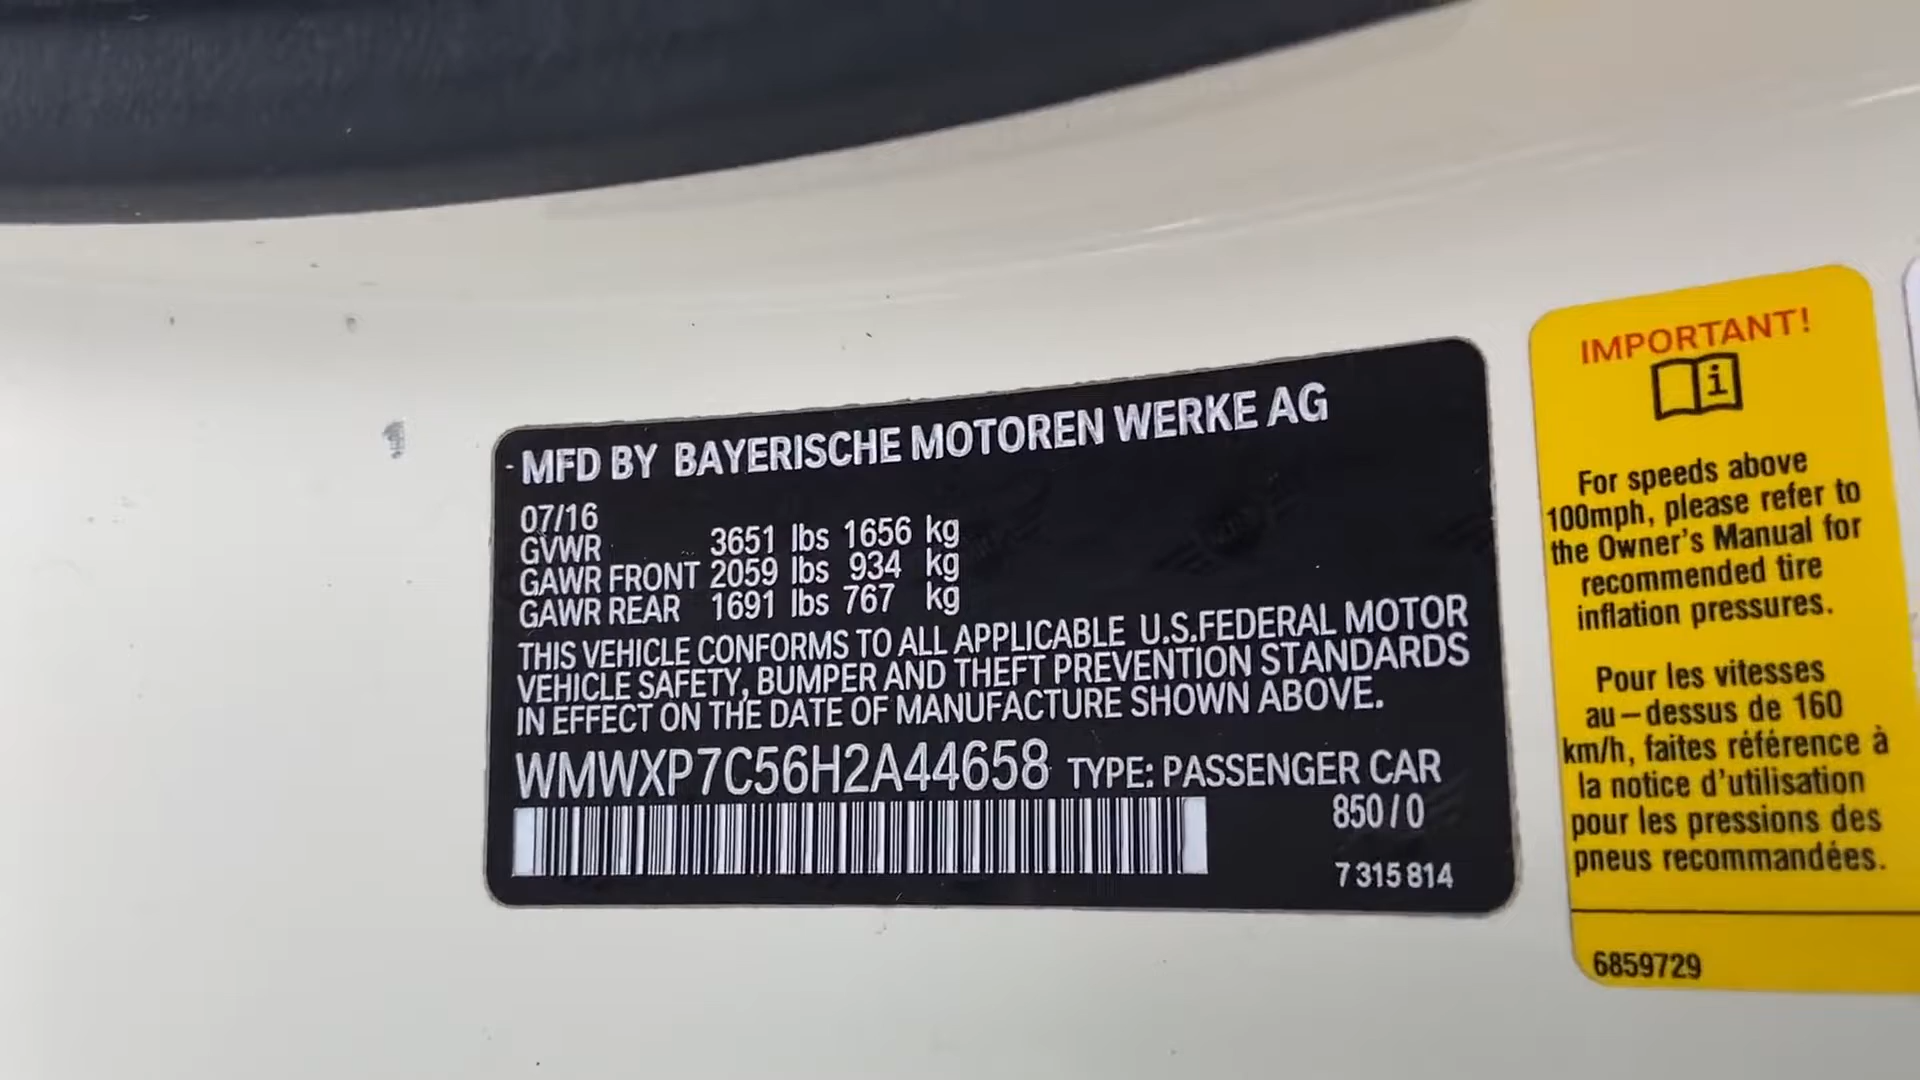 MFD BY BAYERISCHE MOTOREN WERKE AG
07/16
GVWR 3651 lbs 1656 kg
GAWR FRONT 2059 lbs 934 kg
GAWR REAR 1691 lbs 767 kg
THIS VEHICLE CONFORMS TO ALL APPLICABLE U.S.FEDERAL MOTOR
VEHICLE SAFETY, BUMPER AND THEFT PREVENTION STANDARDS
IN EFFECT ON THE DATE OF MANUFACTURE SHOWN ABOVE.
WMWXP7C56H2A44658 TYPE: PASSENGER CAR
850/0
7 315 814
IMPORTANT!
i
For speeds above
100mph, please refer to
the Owner's Manual for
recommended tire
inflation pressures.
Pour les vitesses
au-dessus de 160
km/h, faites référence à
la notice d'utilisation
pour les pressions des
pneus recommandées.
6859729